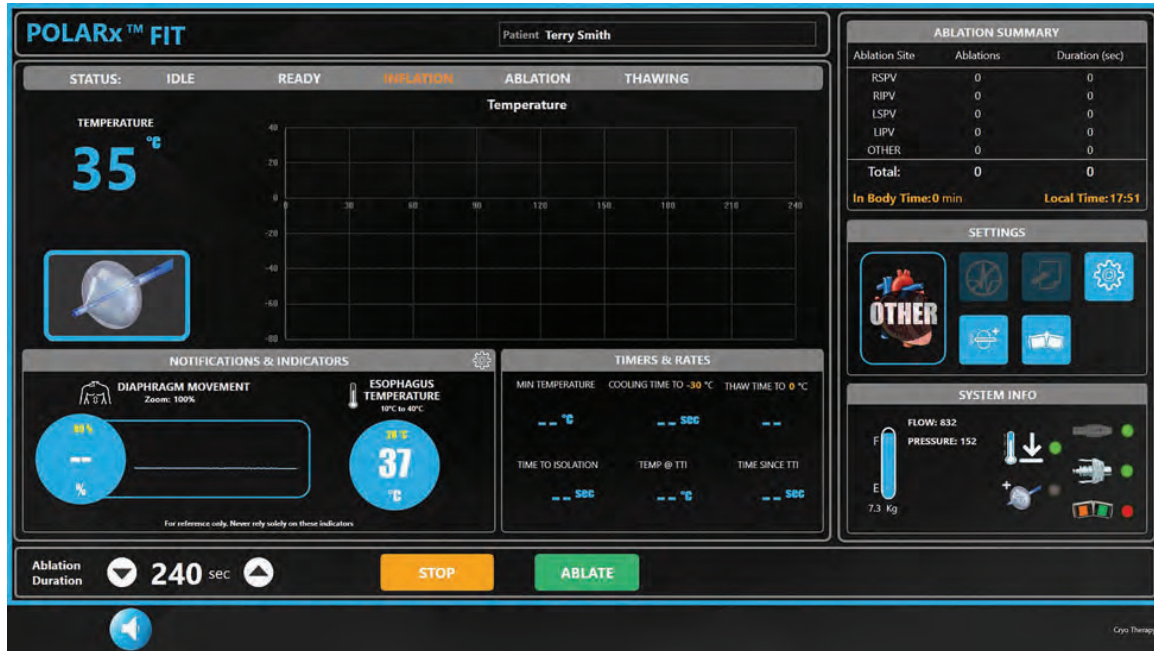 POLARx™ FIT
Patient Terry Smith
STATUS: IDLE READY INFLATION ABLATION THAWING
TEMPERATURE
35 °C
Temperature
40
20
0
-20
-40
-60
-80
0 30 60 90 120 150 180 210 240
NOTIFICATIONS & INDICATORS
DIAPHRAGM MOVEMENT
Zoom: 100%
--
%
ESOPHAGUS
TEMPERATURE
10°C to 40°C
20 °C
37
°C
For reference only. Never rely solely on these indicators
TIMERS & RATES
MIN TEMPERATURE COOLING TIME TO -30 °C THAW TIME TO 0 °C
-- °C -- sec --
TIME TO ISOLATION TEMP @ TTI TIME SINCE TTI
-- sec -- °C -- sec
Ablation
Duration
240 sec
STOP
ABLATE
ABLATION SUMMARY
Ablation Site Ablations Duration (sec)
RSPV 0 0
RIPV 0 0
LSPV 0 0
LIPV 0 0
OTHER 0 0
Total: 0 0
In Body Time:0 min Local Time:17:51
SETTINGS
OTHER
SYSTEM INFO
FLOW: 832
PRESSURE: 152
F
E
7.3 Kg
Cryo Therapy